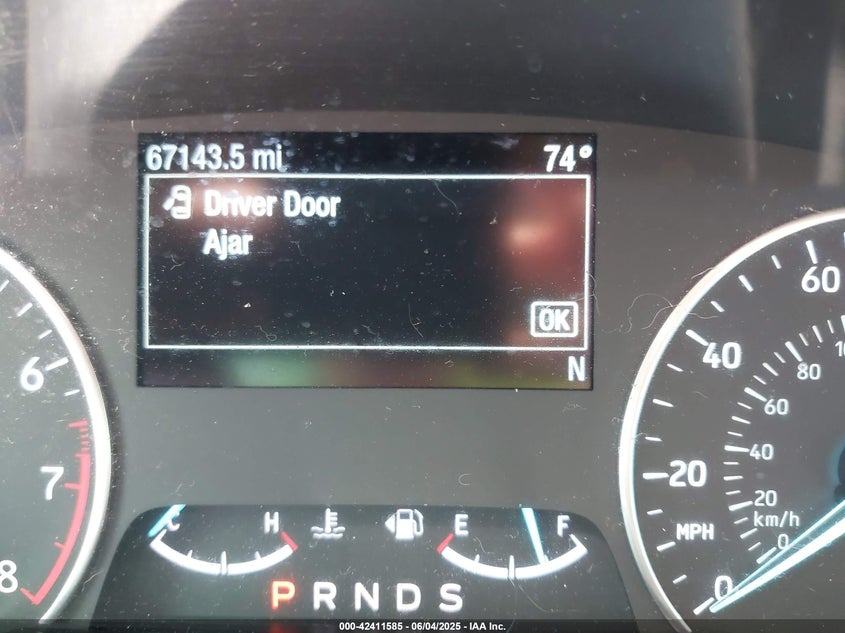 67143.5 mi 74°
Driver Door
Ajar
OK
N
60
40
20
MPH
0
10
80
60
40
20
km/h
0
6
7
8
C H E F
P R N D S
000-42411585 - 06/04/2025 - IAA Inc.